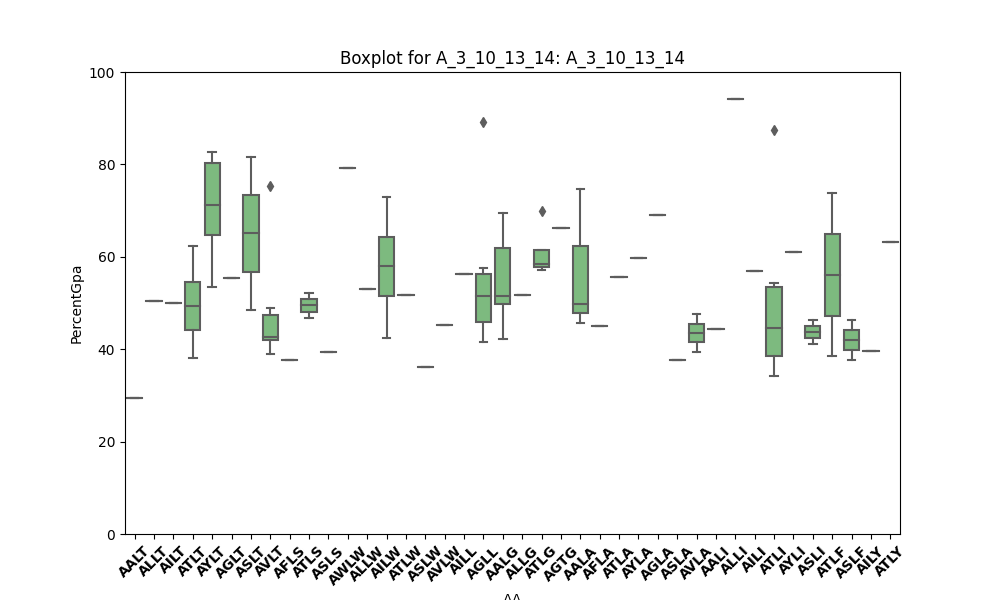 Boxplot for A_3_10_13_14: A_3_10_13_14
PercentGpa
100
80
60
40
20
0
AALT ALLT AILT ATLT AYLT AGLT ASLT AVLT AFLS ATLS ASLS AWLW ALLW AILW ATLW ASLW AVLW AILL AGLL AALG ALLG ATLG AGTG AALA AFLA ATLA AYLA AGLA ASLA AVLA AALI ALLI AILI ATLI AYLI ASLI ATLF ASLF AILY ATLY
AA